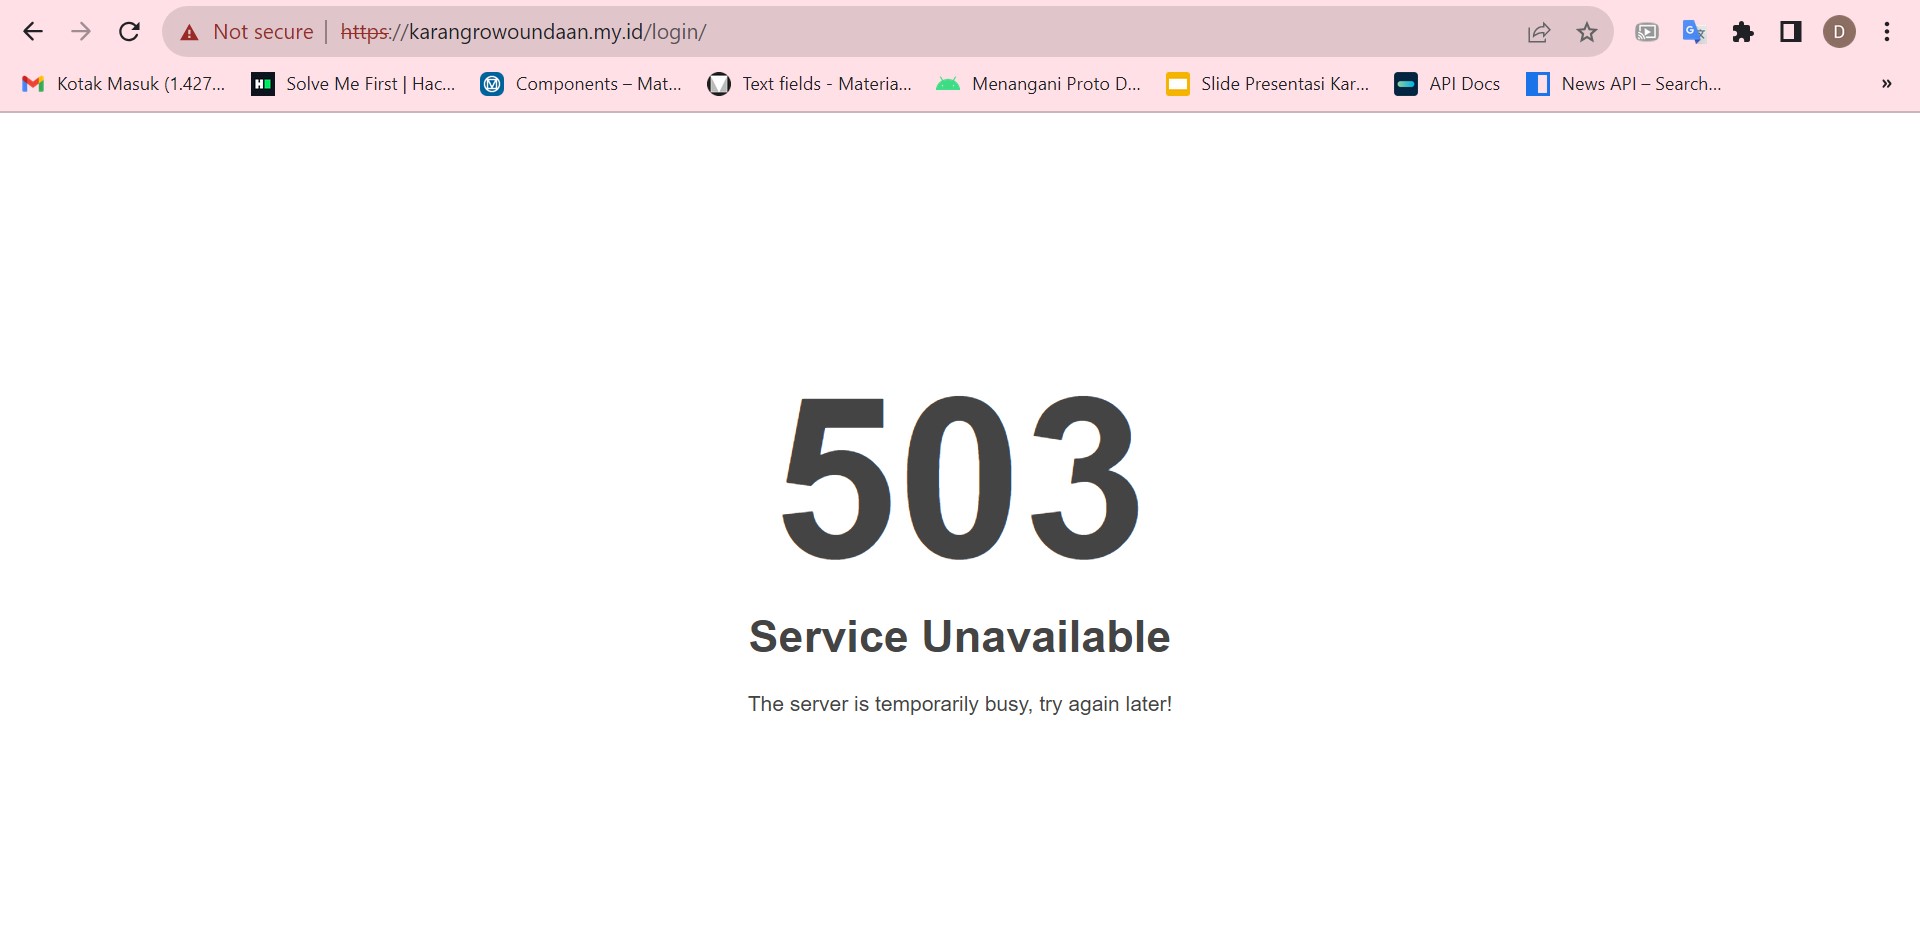 Not secure | https://karangrowoundaan.my.id/login/
D
Kotak Masuk (1.427... Solve Me First | Hac... Components – Mat... Text fields - Materia... Menangani Proto D... Slide Presentasi Kar... API Docs News API – Search... »
503
Service Unavailable
The server is temporarily busy, try again later!